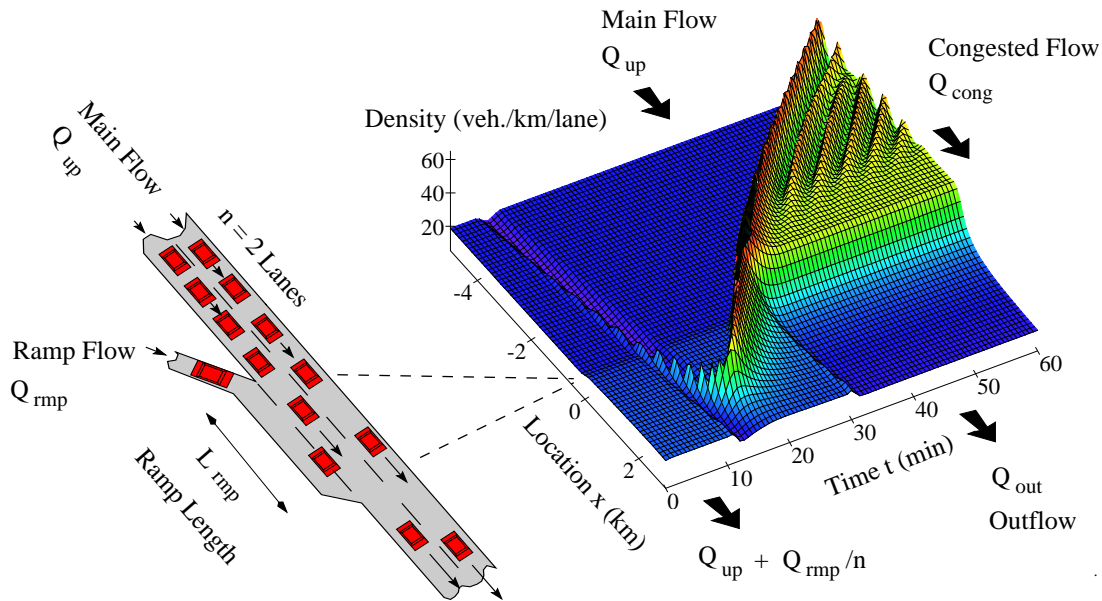 Main Flow
Q up
Congested Flow
Q cong
Density (veh./km/lane)
60
40
20
Main Flow
Q up
n = 2 Lanes
Ramp Flow
Q rmp
L rmp
Ramp Length
-4
-2
0
2
Location x (km)
0
10
20
30
40
50
60
Time t (min)
Q up + Q rmp /n
Q out
Outflow
.